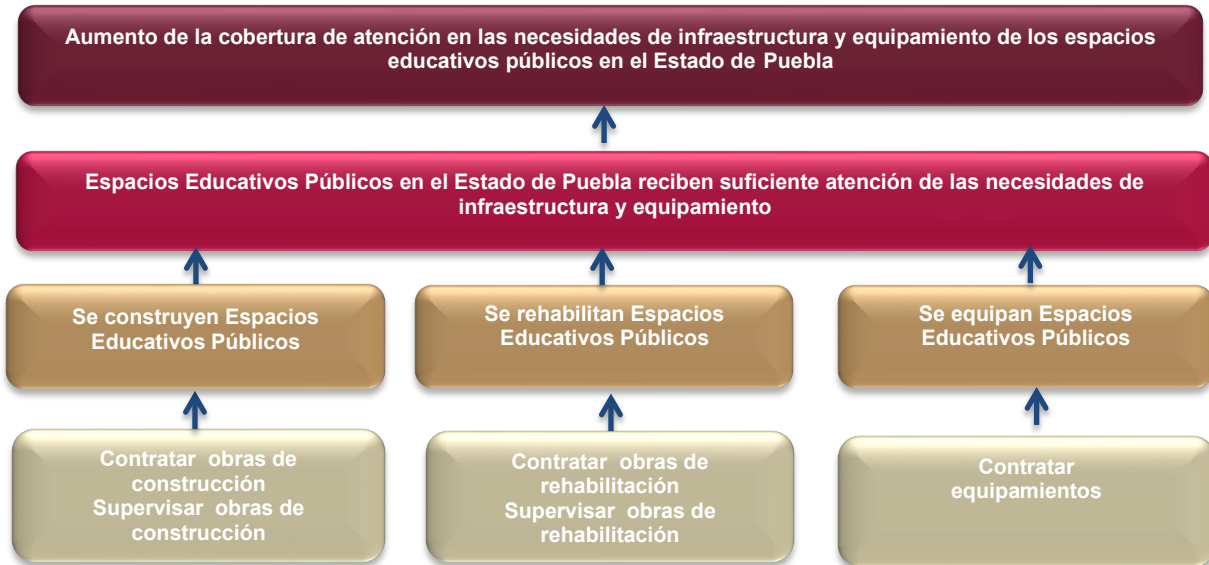 Aumento de la cobertura de atención en las necesidades de infraestructura y equipamiento de los espacios
educativos públicos en el Estado de Puebla
Espacios Educativos Públicos en el Estado de Puebla reciben suficiente atención de las necesidades de
infraestructura y equipamiento
Se construyen Espacios
Educativos Públicos
Se rehabilitan Espacios
Educativos Públicos
Se equipan Espacios
Educativos Públicos
Contratar obras de
construcción
Supervisar obras de
construcción
Contratar obras de
rehabilitación
Supervisar obras de
rehabilitación
Contratar
equipamientos